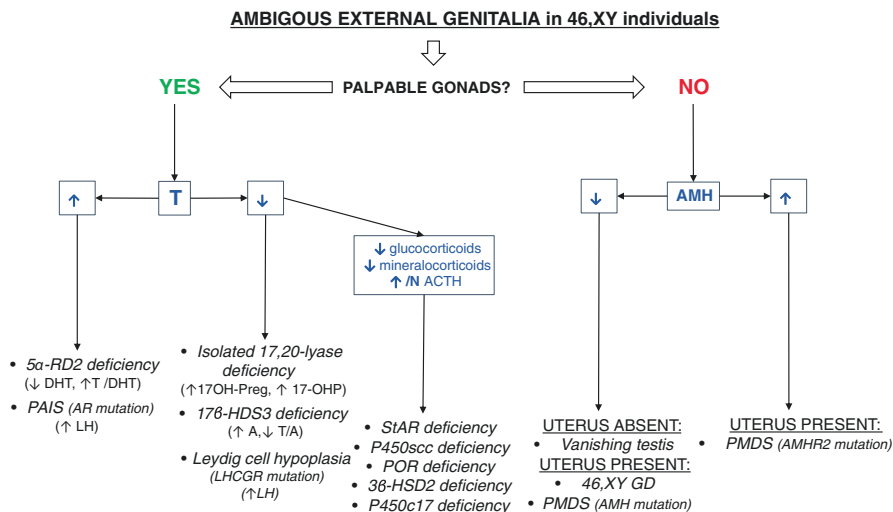 AMBIGOUS EXTERNAL GENITALIA in 46,XY individuals
YES
PALPABLE GONADS?
NO
↑
T
↓
↓
AMH
↑
↓ glucocorticoids
↓ mineralocorticoids
↑ /N ACTH
• 5α-RD2 deficiency
(↓ DHT, ↑T /DHT)
• PAIS (AR mutation)
(↑ LH)
• Isolated 17,20-lyase
deficiency
(↑17OH-Preg, ↑ 17-OHP)
• 17β-HDS3 deficiency
(↑ A,↓ T/A)
• Leydig cell hypoplasia
(LHCGR mutation)
(↑LH)
• StAR deficiency
• P450scc deficiency
• POR deficiency
• 3β-HSD2 deficiency
• P450c17 deficiency
UTERUS ABSENT:
• Vanishing testis
UTERUS PRESENT:
• 46,XY GD
• PMDS (AMH mutation)
UTERUS PRESENT:
• PMDS (AMHR2 mutation)